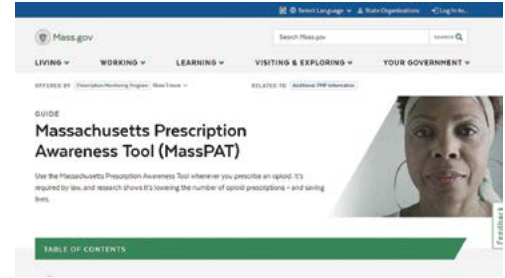 Select Language State Organizations Log In to...
Mass.gov
Search Mass.gov SEARCH
LIVING WORKING LEARNING VISITING & EXPLORING YOUR GOVERNMENT
OFFERED BY Prescription Monitoring Program Show 1 more RELATED TO Additional PMP Information
GUIDE
Massachusetts Prescription
Awareness Tool (MassPAT)
Use the Massachusetts Prescription Awareness Tool whenever you prescribe an opioid. It's
required by law, and research shows it's lowering the number of opioid prescriptions – and saving
lives.
Feedback
TABLE OF CONTENTS